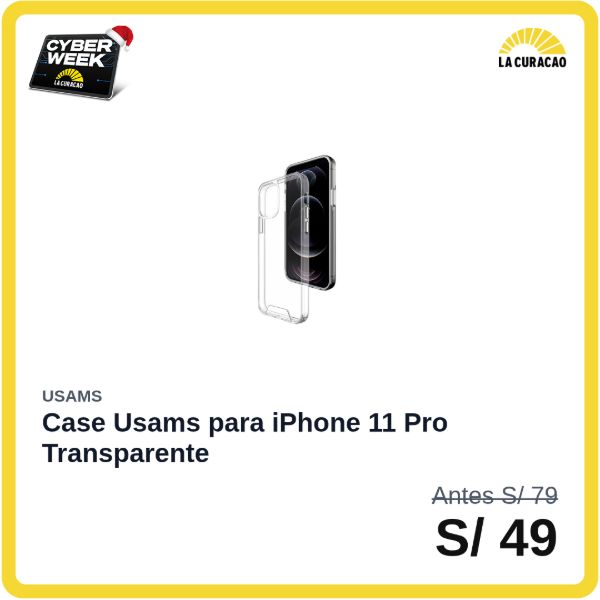 CYBER
WEEK
LA CURACAO
LA CURACAO
USAMS
Case Usams para iPhone 11 Pro
Transparente
Antes S/ 79
S/ 49